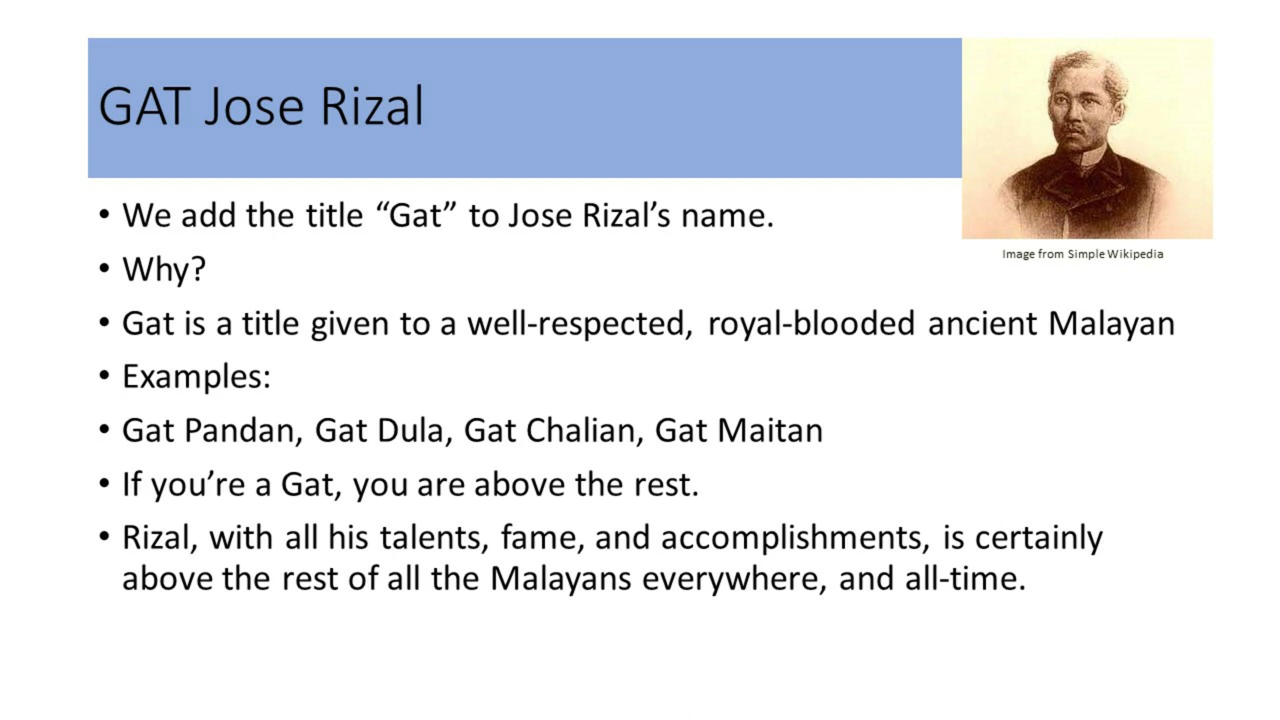 GAT Jose Rizal
Image from Simple Wikipedia
• We add the title “Gat” to Jose Rizal’s name.
• Why?
• Gat is a title given to a well-respected, royal-blooded ancient Malayan
• Examples:
• Gat Pandan, Gat Dula, Gat Chalian, Gat Maitan
• If you’re a Gat, you are above the rest.
• Rizal, with all his talents, fame, and accomplishments, is certainly
above the rest of all the Malayans everywhere, and all-time.